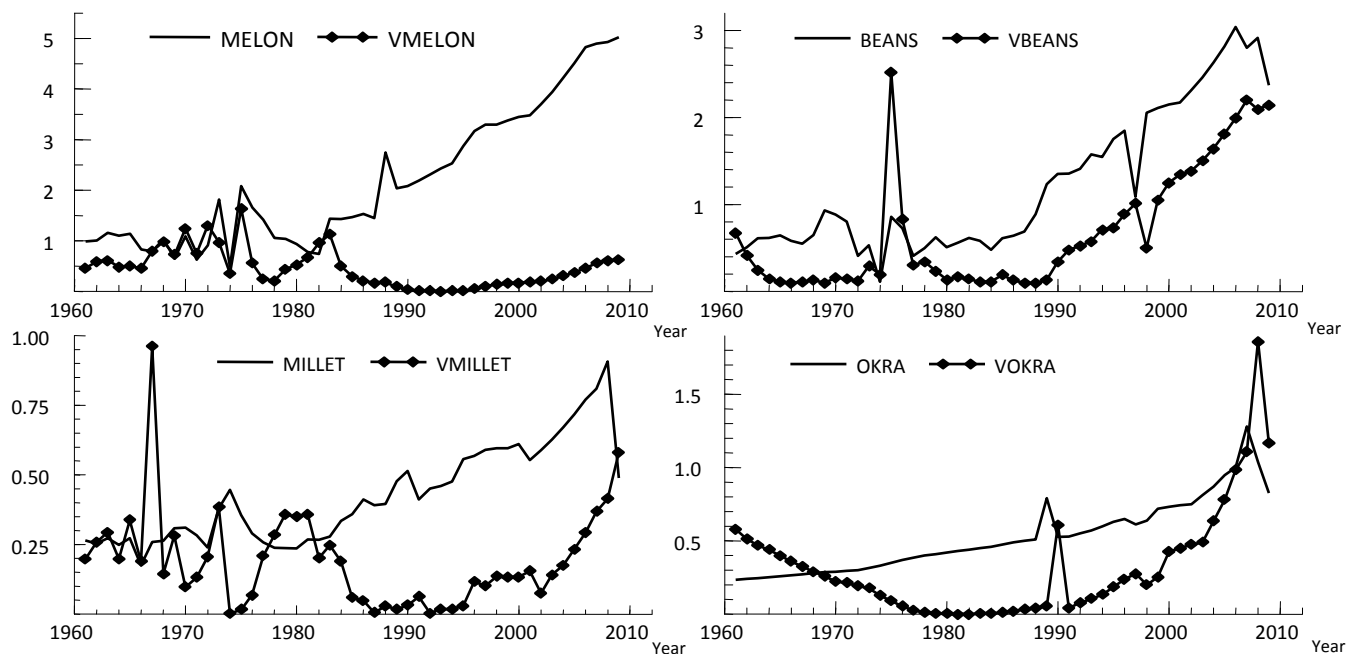 MELON VMELON
5
4
3
2
1
1960 1970 1980 1990 2000 2010
Year
BEANS VBEANS
3
2
1
1960 1970 1980 1990 2000 2010
Year
MILLET VMILLET
1.00
0.75
0.50
0.25
1960 1970 1980 1990 2000 2010
Year
OKRA VOKRA
1.5
1.0
0.5
1960 1970 1980 1990 2000 2010
Year